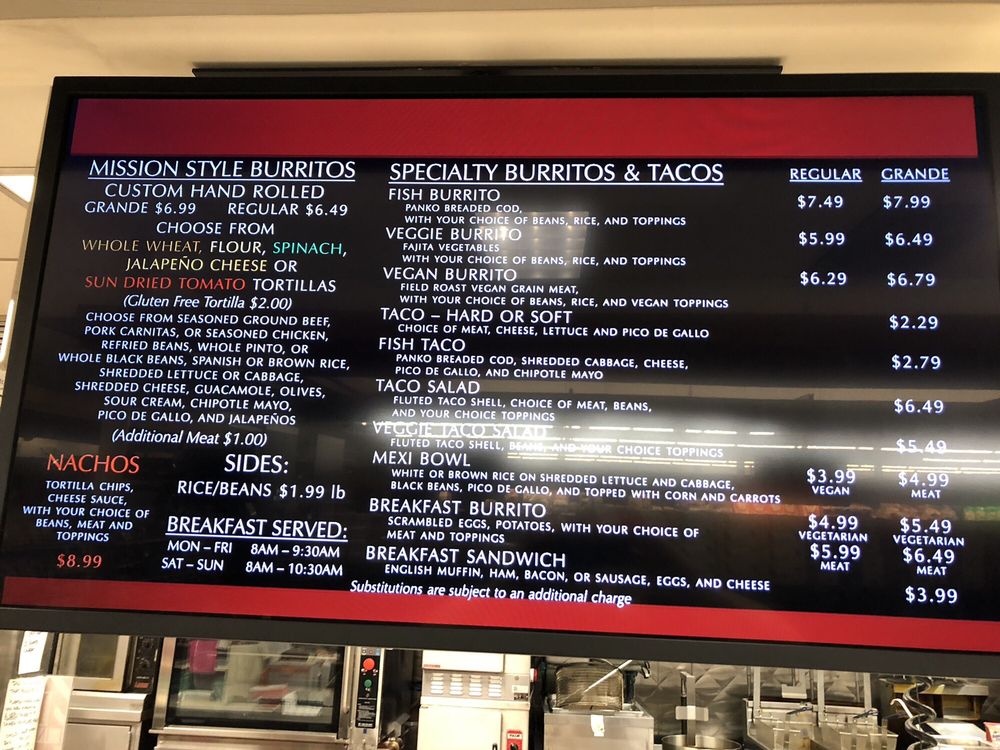 MISSION STYLE BURRITOS
CUSTOM HAND ROLLED
GRANDE $6.99 REGULAR $6.49
CHOOSE FROM
WHOLE WHEAT, FLOUR, SPINACH,
JALAPEÑO CHEESE OR
SUN DRIED TOMATO TORTILLAS
(Gluten Free Tortilla $2.00)
CHOOSE FROM SEASONED GROUND BEEF,
PORK CARNITAS, OR SEASONED CHICKEN,
REFRIED BEANS, WHOLE PINTO, OR
WHOLE BLACK BEANS, SPANISH OR BROWN RICE,
SHREDDED LETTUCE OR CABBAGE,
SHREDDED CHEESE, GUACAMOLE, OLIVES,
SOUR CREAM, CHIPOTLE MAYO,
PICO DE GALLO, AND JALAPEÑOS
(Additional Meat $1.00)
NACHOS
TORTILLA CHIPS,
CHEESE SAUCE,
WITH YOUR CHOICE OF
BEANS, MEAT AND
TOPPINGS
$8.99
SIDES:
RICE/BEANS $1.99 lb
BREAKFAST SERVED:
MON – FRI 8AM – 9:30AM
SAT – SUN 8AM – 10:30AM
SPECIALTY BURRITOS & TACOS REGULAR GRANDE
FISH BURRITO $7.49 $7.99
PANKO BREADED COD,
WITH YOUR CHOICE OF BEANS, RICE, AND TOPPINGS
VEGGIE BURRITO $5.99 $6.49
FAJITA VEGETABLES
WITH YOUR CHOICE OF BEANS, RICE, AND TOPPINGS
VEGAN BURRITO $6.29 $6.79
FIELD ROAST VEGAN GRAIN MEAT,
WITH YOUR CHOICE OF BEANS, RICE, AND VEGAN TOPPINGS
TACO – HARD OR SOFT $2.29
CHOICE OF MEAT, CHEESE, LETTUCE AND PICO DE GALLO
FISH TACO $2.79
PANKO BREADED COD, SHREDDED CABBAGE, CHEESE,
PICO DE GALLO, AND CHIPOTLE MAYO
TACO SALAD $6.49
FLUTED TACO SHELL, CHOICE OF MEAT, BEANS,
AND YOUR CHOICE TOPPINGS
VEGGIE TACO SALAD $5.49
FLUTED TACO SHELL, BEANS, AND YOUR CHOICE TOPPINGS
MEXI BOWL $3.99 $4.99
WHITE OR BROWN RICE ON SHREDDED LETTUCE AND CABBAGE, VEGAN MEAT
BLACK BEANS, PICO DE GALLO, AND TOPPED WITH CORN AND CARROTS
BREAKFAST BURRITO $4.99 $5.49
SCRAMBLED EGGS, POTATOES, WITH YOUR CHOICE OF VEGETARIAN VEGETARIAN
MEAT AND TOPPINGS $5.99 $6.49
MEAT MEAT
BREAKFAST SANDWICH $3.99
ENGLISH MUFFIN, HAM, BACON, OR SAUSAGE, EGGS, AND CHEESE
Substitutions are subject to an additional charge